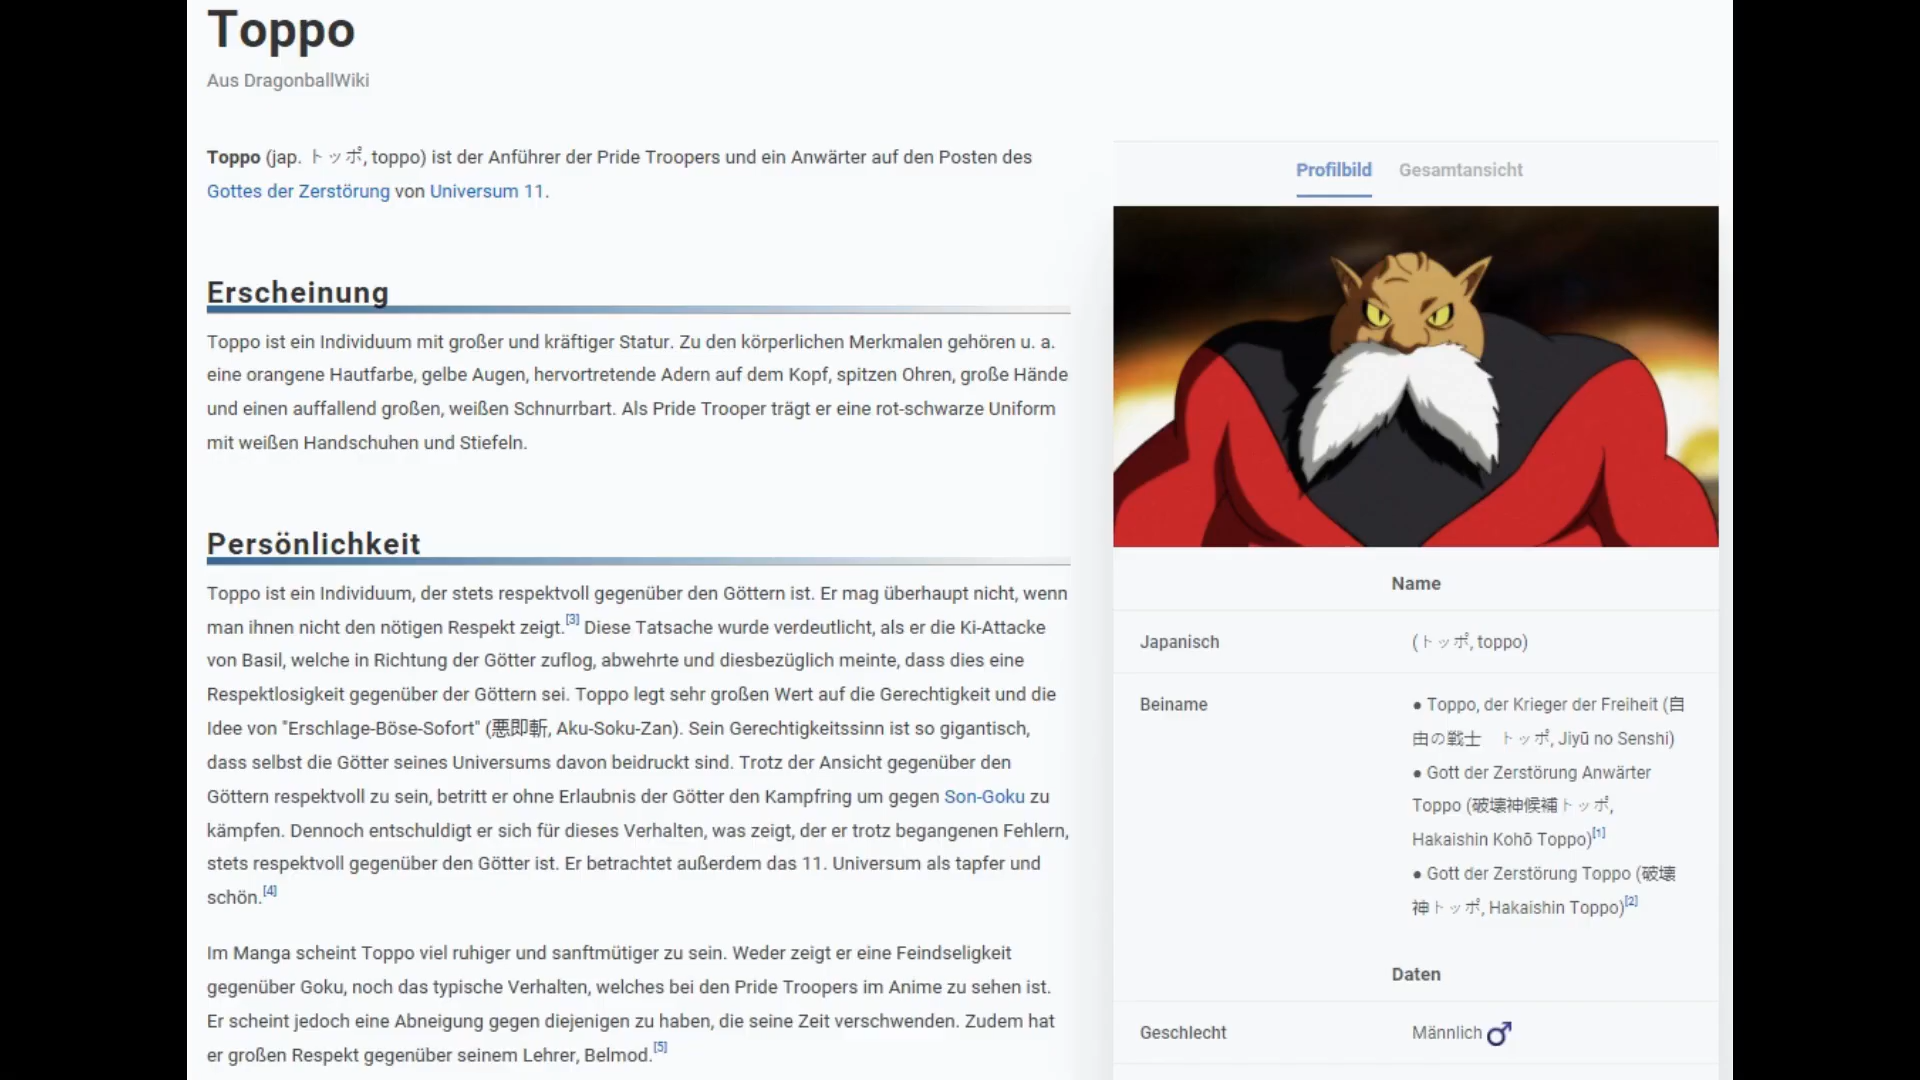 Toppo
Aus DragonballWiki
Toppo (jap. トッポ, toppo) ist der Anführer der Pride Troopers und ein Anwärter auf den Posten des
Gottes der Zerstörung von Universum 11.
Erscheinung
Toppo ist ein Individuum mit großer und kräftiger Statur. Zu den körperlichen Merkmalen gehören u. a.
eine orangene Hautfarbe, gelbe Augen, hervortretende Adern auf dem Kopf, spitzen Ohren, große Hände
und einen auffallend großen, weißen Schnurrbart. Als Pride Trooper trägt er eine rot-schwarze Uniform
mit weißen Handschuhen und Stiefeln.
Persönlichkeit
Toppo ist ein Individuum, der stets respektvoll gegenüber den Göttern ist. Er mag überhaupt nicht, wenn
man ihnen nicht den nötigen Respekt zeigt.[3] Diese Tatsache wurde verdeutlicht, als er die Ki-Attacke
von Basil, welche in Richtung der Götter zuflog, abwehrte und diesbezüglich meinte, dass dies eine
Respektlosigkeit gegenüber der Göttern sei. Toppo legt sehr großen Wert auf die Gerechtigkeit und die
Idee von "Erschlage-Böse-Sofort" (悪即斬, Aku-Soku-Zan). Sein Gerechtigkeitssinn ist so gigantisch,
dass selbst die Götter seines Universums davon beidruckt sind. Trotz der Ansicht gegenüber den
Göttern respektvoll zu sein, betritt er ohne Erlaubnis der Götter den Kampfring um gegen Son-Goku zu
kämpfen. Dennoch entschuldigt er sich für dieses Verhalten, was zeigt, der er trotz begangenen Fehlern,
stets respektvoll gegenüber den Götter ist. Er betrachtet außerdem das 11. Universum als tapfer und
schön.[4]
Im Manga scheint Toppo viel ruhiger und sanftmütiger zu sein. Weder zeigt er eine Feindseligkeit
gegenüber Goku, noch das typische Verhalten, welches bei den Pride Troopers im Anime zu sehen ist.
Er scheint jedoch eine Abneigung gegen diejenigen zu haben, die seine Zeit verschwenden. Zudem hat
er großen Respekt gegenüber seinem Lehrer, Belmod.[5]
Profilbild Gesamtansicht
Name
Japanisch (トッポ, toppo)
Beiname ● Toppo, der Krieger der Freiheit (自
由の戦士　トッポ, Jiyū no Senshi)
● Gott der Zerstörung Anwärter
Toppo (破壊神候補トッポ,
Hakaishin Kohō Toppo)[1]
● Gott der Zerstörung Toppo (破壊
神トッポ, Hakaishin Toppo)[2]
Daten
Geschlecht Männlich ♂